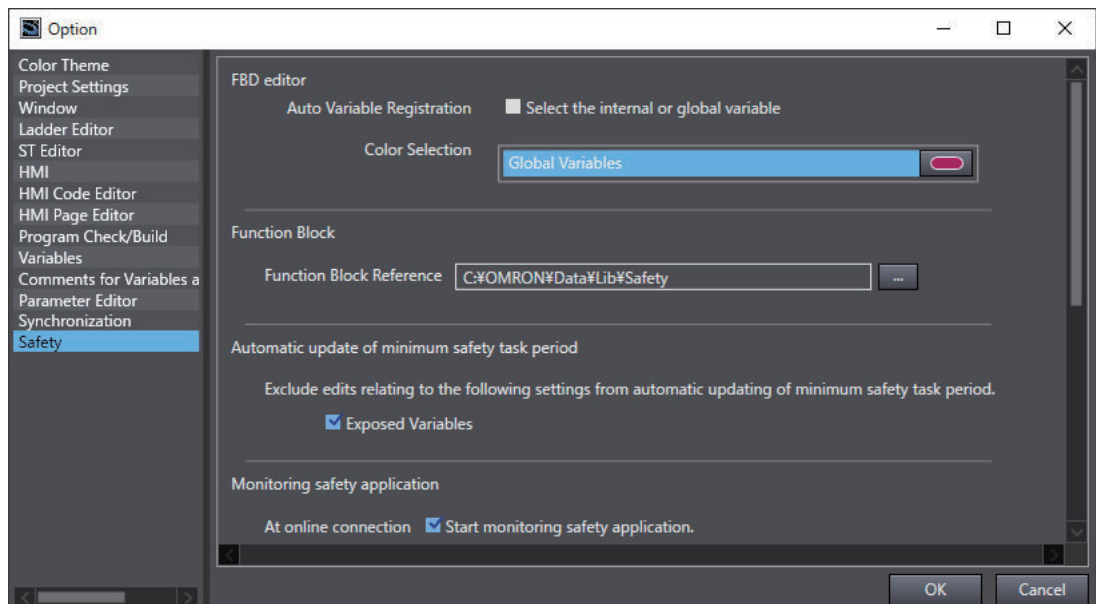 Option
Color Theme
Project Settings
Window
Ladder Editor
ST Editor
HMI
HMI Code Editor
HMI Page Editor
Program Check/Build
Variables
Comments for Variables a
Parameter Editor
Synchronization
Safety
FBD editor
Auto Variable Registration Select the internal or global variable
Color Selection Global Variables
Function Block
Function Block Reference C:¥OMRON¥Data¥Lib¥Safety ...
Automatic update of minimum safety task period
Exclude edits relating to the following settings from automatic updating of minimum safety task period.
Exposed Variables
Monitoring safety application
At online connection Start monitoring safety application.
OK Cancel